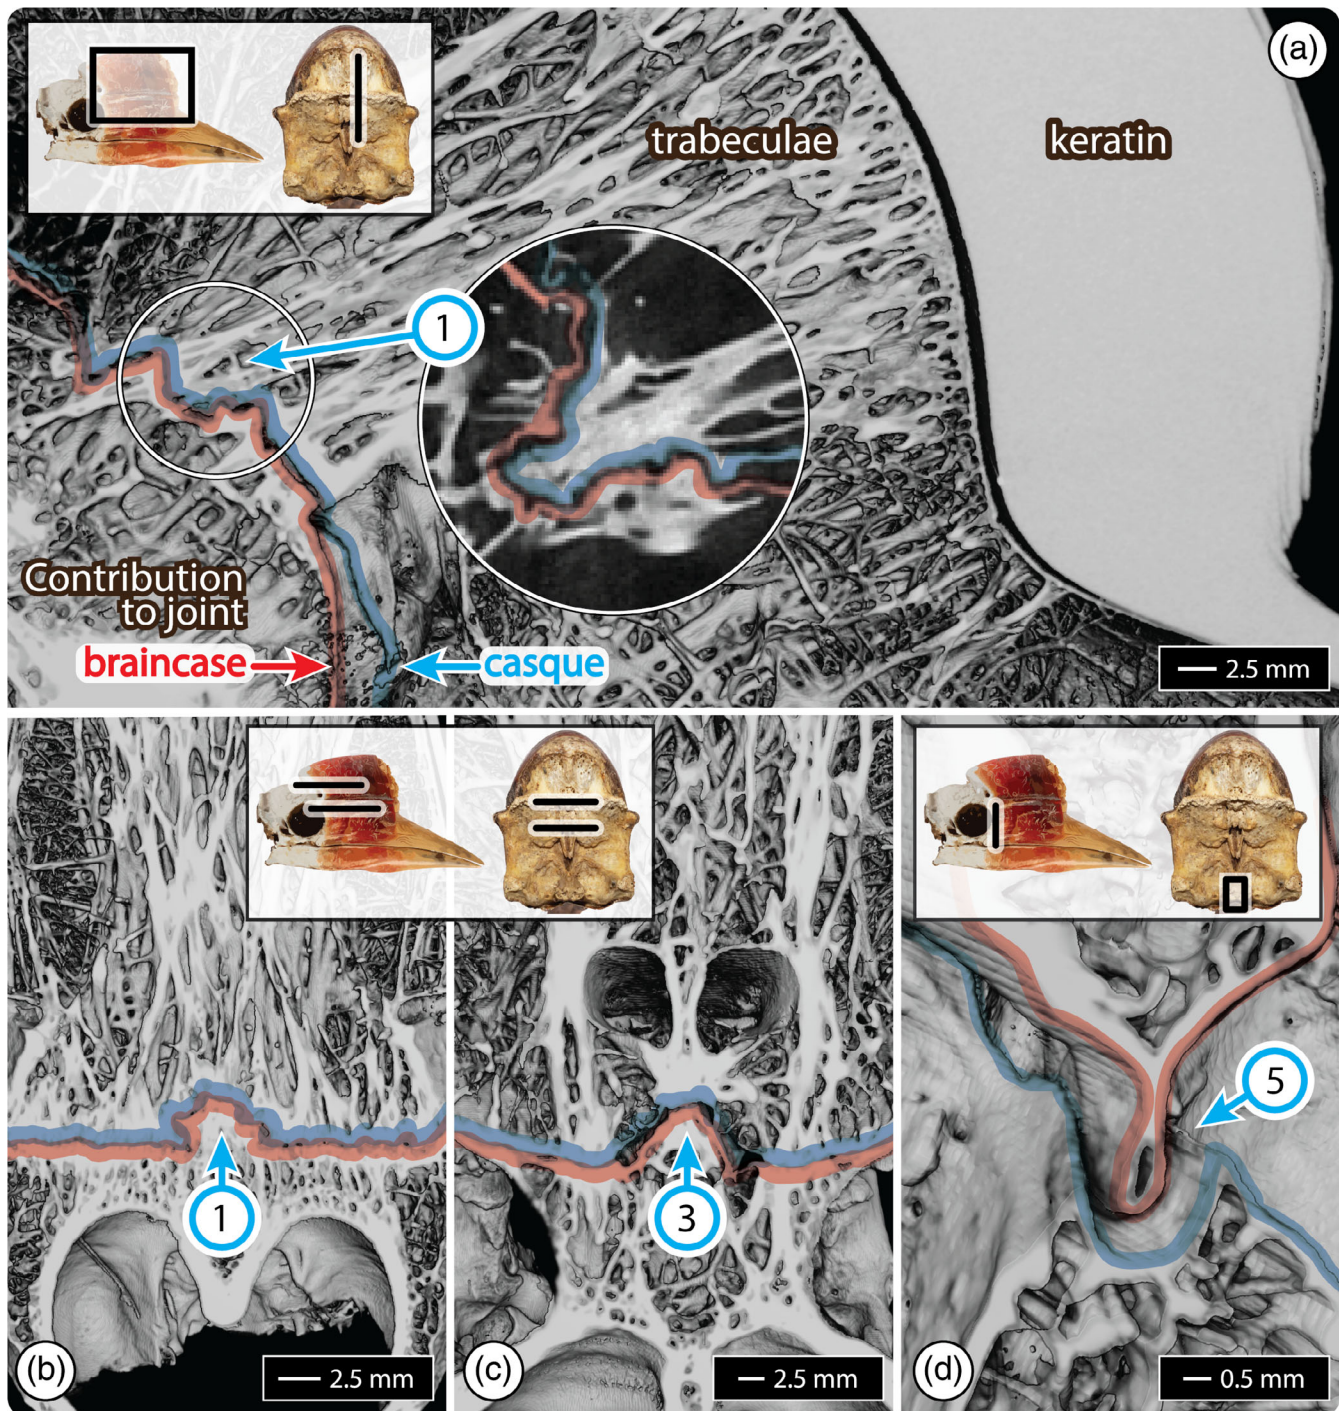 (a)
trabeculae
keratin
1
Contribution
to joint
braincase
casque
2.5 mm
1
(b)
2.5 mm
3
(c)
2.5 mm
5
(d)
0.5 mm